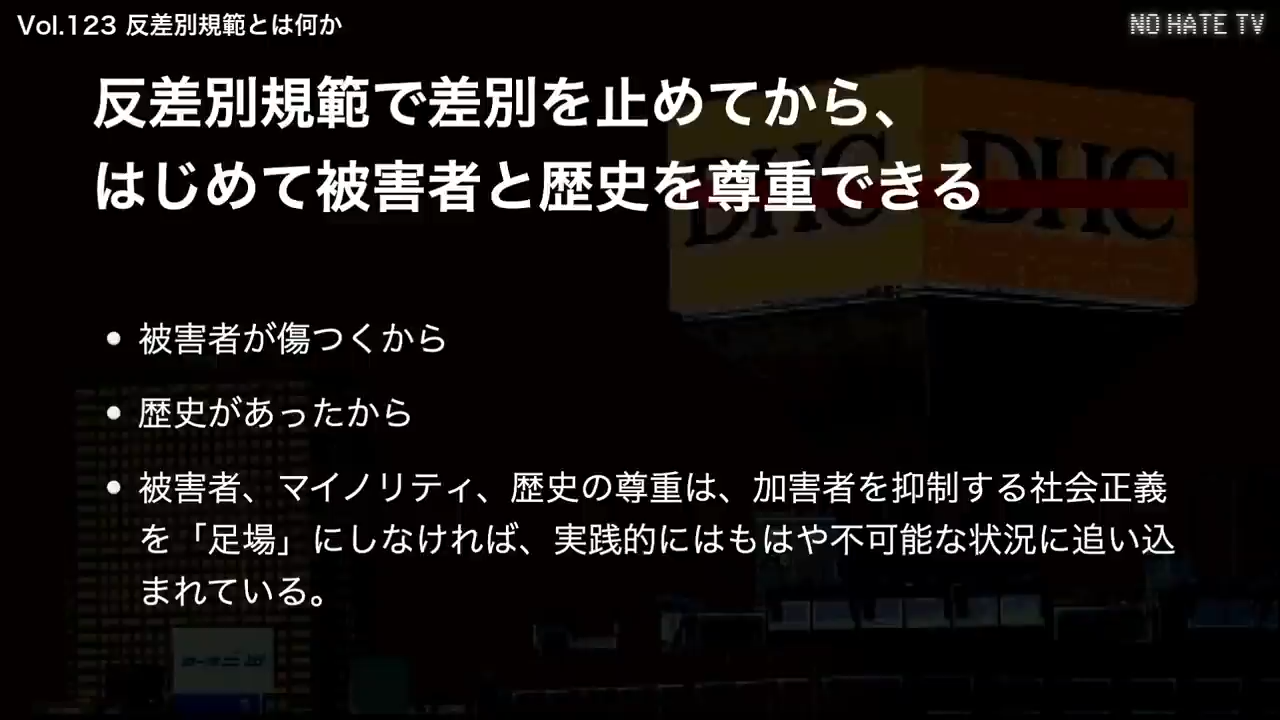 Vol.123 反差別規範とは何か
NO HATE TV
反差別規範で差別を止めてから、
はじめて被害者と歴史を尊重できる
DHC DHC
• 被害者が傷つくから
• 歴史があったから
• 被害者、マイノリティ、歴史の尊重は、加害者を抑制する社会正義
を「足場」にしなければ、実践的にはもはや不可能な状況に追い込
まれている。